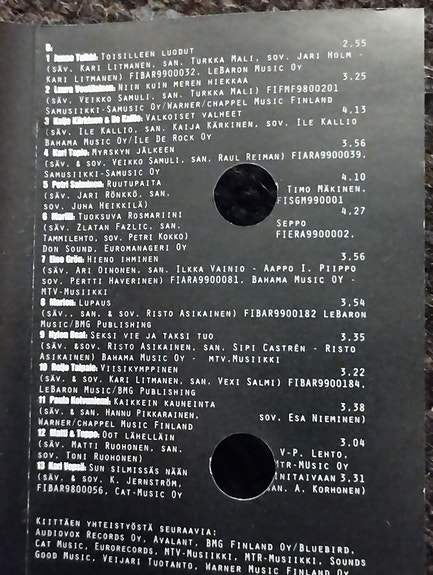 B.
1 Janne Tulkki: Toisilleen luodut 2.55
(säv. Kari Litmanen, san. Turkka Mali, sov. Jari Holm -
Kari Litmanen) FIBAR9900032. LeBaron Music Oy
2 Laura Voutilainen: Niin kuin meren hiekkaa 3.25
(säv. Veikko Samuli, san. Turkka Mali) FIFMF9800201
Samusiikki-Samusic Oy/Warner/chappel Music Finland
3 Kaija Kärkinen & De Kallio: Valkoiset valheet 4.13
(säv. Ile Kallio, san. Kaija Kärkinen, sov. Ile Kallio
Bahama Music Oy/Ile De Rock Oy
4 Kari Tapio: Myrskyn jälkeen 3.56
(säv. & sov. Veikko Samuli, san. Raul Reiman) FIARA9900039.
Samusiikki-Samusic Oy
5 Petri Salminen: Ruutupaita 4.10
(säv. Jari Rönkkö, san. Timo Mäkinen,
sov. Juha Heikkilä) FISGM990001
6 Tuoksuva Rosmariini 4.27
(säv. Zlatan Fazlic, san. Seppo
Tammilehto, sov. Petri Kokko) FIERA9900002.
Don Sound. Euromanageri Oy
7 Eino Grön: Hieno ihminen 3.56
(säv. Ari Oinonen, san. Ilkka Vainio - Aappo I. Piippo
sov. Pertti Haverinen) FIARA9900081. Bahama Music Oy -
MTV-Musiikki
8 Marion: Lupaus 3.54
(säv., san. & sov. Risto Asikainen) FIBAR9900182 LeBaron
Music/BMG Publishing
9 Nylon Beat: Seksi vie ja taksi tuo 3.35
(säv. &sov. Risto Asikainen, san. Sipi Castrén - Risto
Asikainen) Bahama Music Oy - mtv.Musiikki
10 Reijo Taipale: Viisikymppinen 3.22
(säv. & sov. Kari Litmanen, san. Vexi Salmi) FIBAR9900184,
LeBaron Music/BMG Publishing
11 Paula Koivuniemi: Kaikkein kauneinta 3.38
(säv. & san. Hannu Pikkarainen, sov. Esa Nieminen)
Warner/chappel Music Finland
12 Matti & Teppo: Oot lähelläin 3.04
(säv. Matti Ruohonen, san. V-P. Lehto,
sov. Toni Ruohonen) MTR-Music Oy
13 Kari Vepsä: Sun silmissäs nään initaivaan 3.31
(säv. & sov. K. Jernström, san. A. Korhonen)
FIBAR9800056, Cat-Music Oy
Kiittäen yhteistyöstä seuraavia:
Audiovox Records Oy, Avalant, BMG Finland Oy/Bluebird,
Cat Music, Eurorecords, MTV-Musiikki, MTR-Musiikki, Sounds
Good Music, Veijari Tuotanto, Warner Music Finland Oy